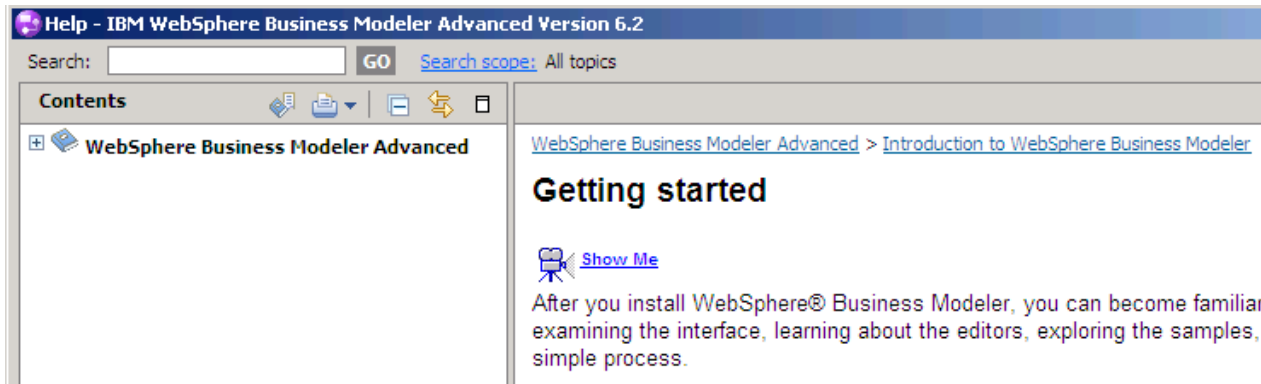 Help - IBM WebSphere Business Modeler Advanced Version 6.2
Search: GO Search scope: All topics
Contents
WebSphere Business Modeler Advanced
WebSphere Business Modeler Advanced > Introduction to WebSphere Business Modeler
Getting started
Show Me
After you install WebSphere® Business Modeler, you can become familiar
examining the interface, learning about the editors, exploring the samples,
simple process.